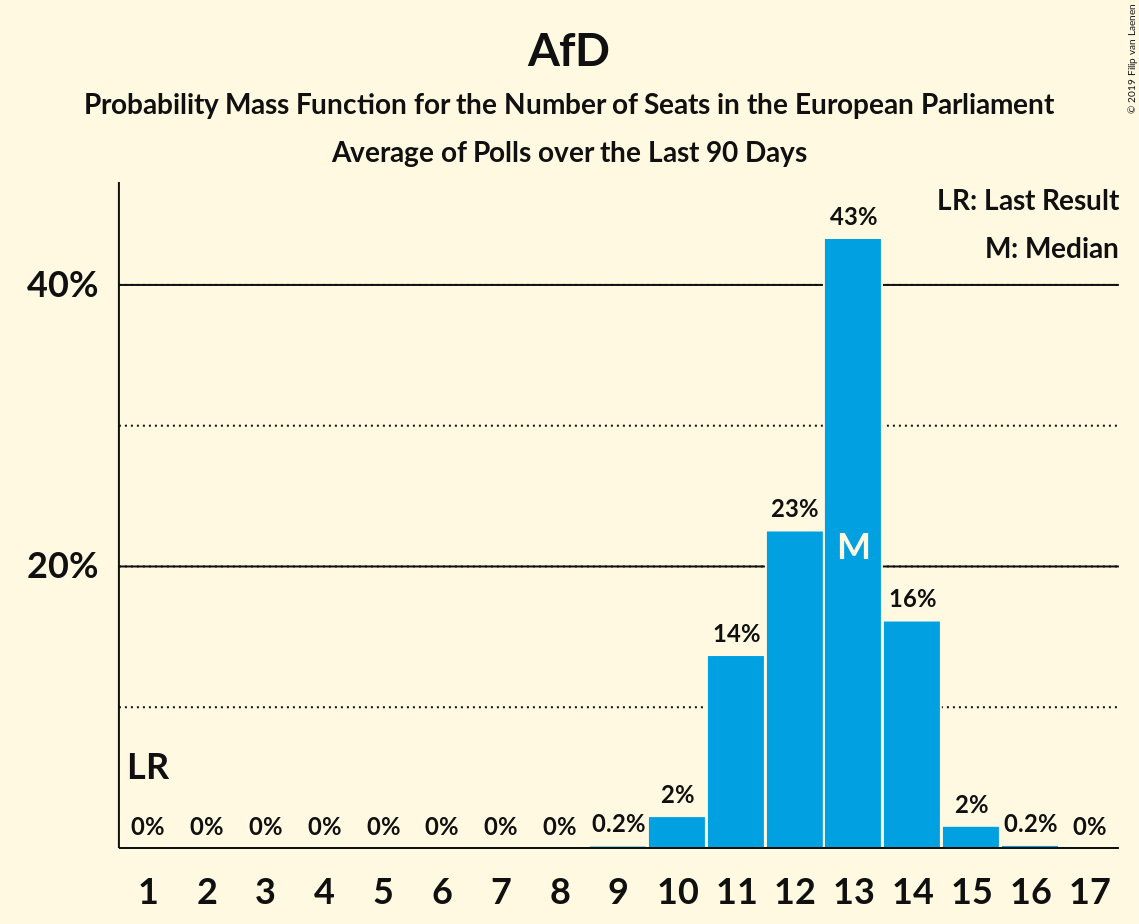 AfD
Probability Mass Function for the Number of Seats in the European Parliament
Average of Polls over the Last 90 Days
© 2019 Filip van Laenen
LR: Last Result
M: Median
43%
40%
23%
M
20%
16%
14%
LR
2%
2%
0% 0% 0% 0% 0% 0% 0% 0% 0.2% 0.2% 0%
1 2 3 4 5 6 7 8 9 10 11 12 13 14 15 16 17